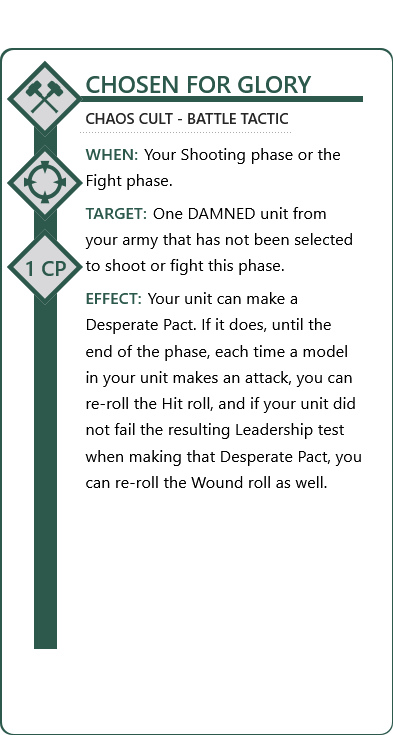 CHOSEN FOR GLORY
CHAOS CULT - BATTLE TACTIC
WHEN: Your Shooting phase or the
Fight phase.
TARGET: One DAMNED unit from
your army that has not been selected
to shoot or fight this phase.
1 CP
EFFECT: Your unit can make a
Desperate Pact. If it does, until the
end of the phase, each time a model
in your unit makes an attack, you can
re-roll the Hit roll, and if your unit did
not fail the resulting Leadership test
when making that Desperate Pact, you
can re-roll the Wound roll as well.